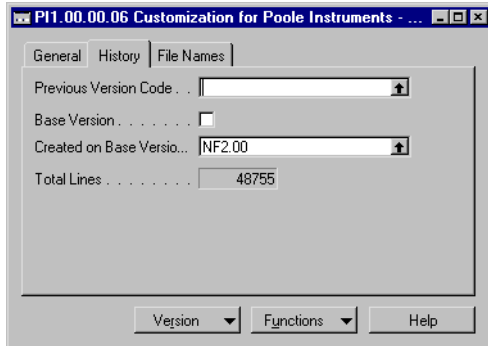 PI1.00.00.06 Customization for Poole Instruments - ...
General History File Names
Previous Version Code . .
Base Version . . . . . . .
Created on Base Versio... NF2.00
Total Lines . . . . . . . . 48755
Version Functions Help